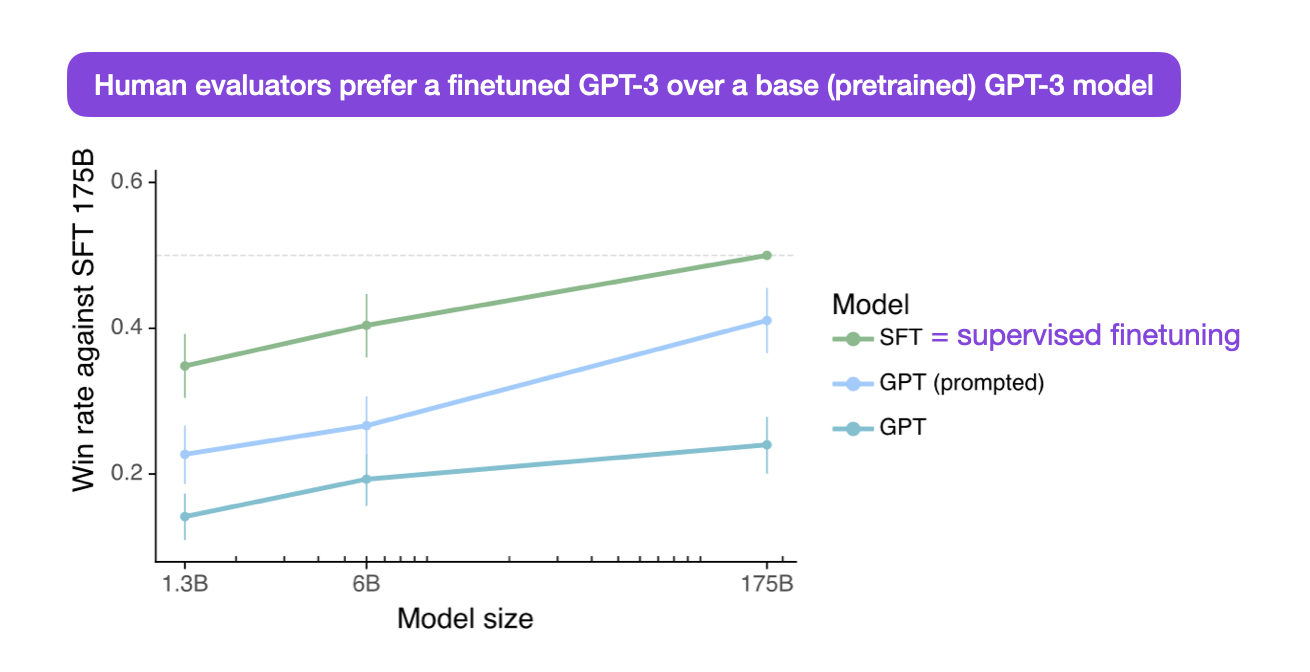 Human evaluators prefer a finetuned GPT-3 over a base (pretrained) GPT-3 model
Win rate against SFT 175B
0.6
0.4
0.2
1.3B
6B
175B
Model size
Model
SFT = supervised finetuning
GPT (prompted)
GPT